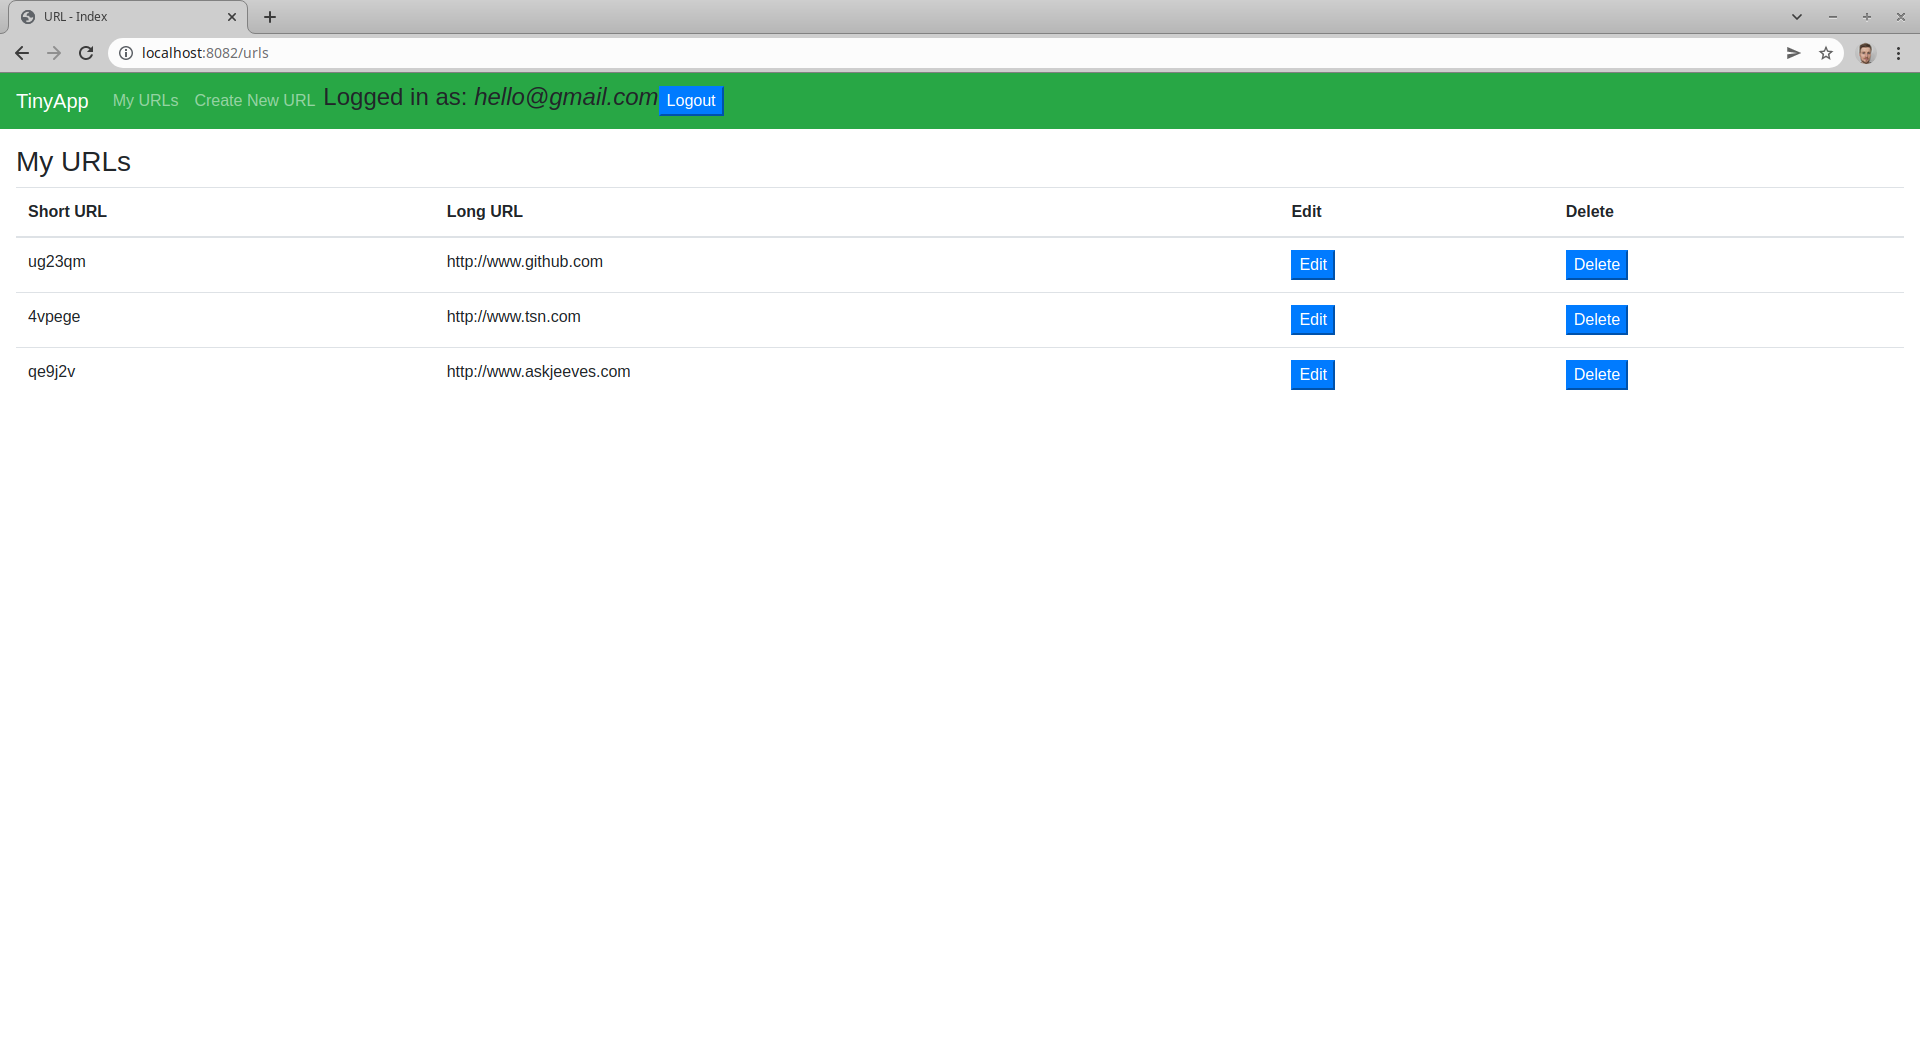 URL - Index
localhost:8082/urls
TinyApp My URLs Create New URL Logged in as: hello@gmail.com Logout
My URLs
Short URL Long URL Edit Delete
ug23qm http://www.github.com Edit Delete
4vpege http://www.tsn.com Edit Delete
qe9j2v http://www.askjeeves.com Edit Delete